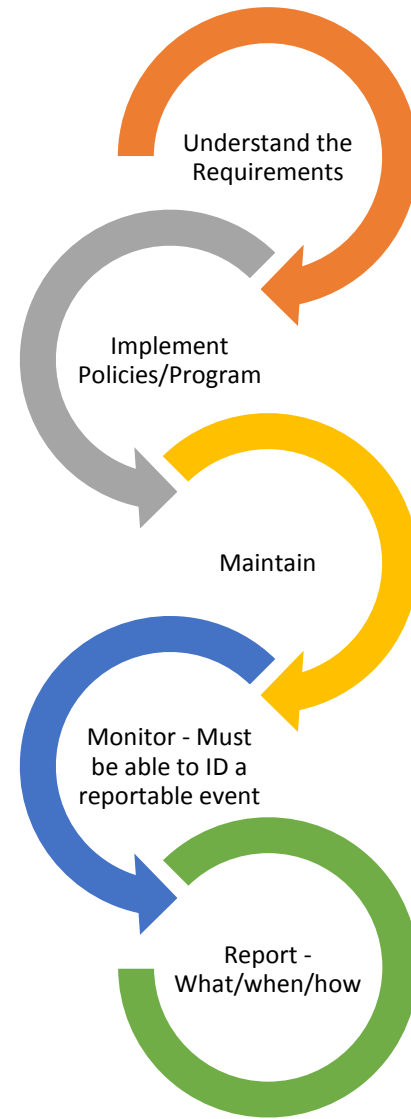 Understand the
Requirements
Implement
Policies/Program
Maintain
Monitor - Must
be able to ID a
reportable event
Report -
What/when/how